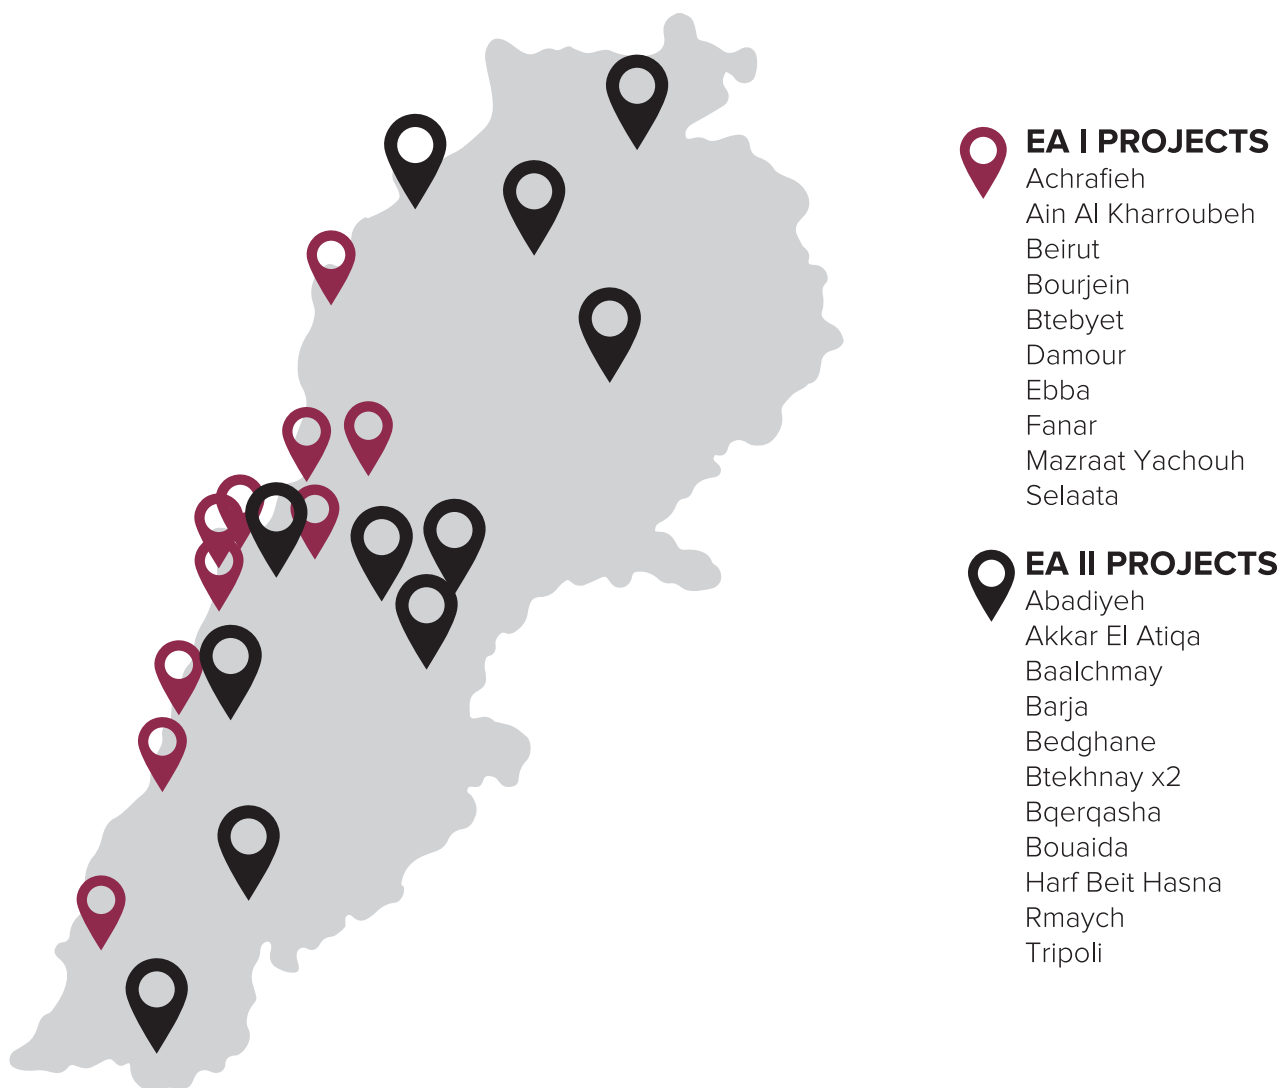 EA I PROJECTS
Achrafieh
Ain Al Kharroubeh
Beirut
Bourjein
Btebyet
Damour
Ebba
Fanar
Mazraat Yachouh
Selaata
EA II PROJECTS
Abadiyeh
Akkar El Atiqa
Baalchmay
Barja
Bedghane
Btekhnay x2
Bqerqasha
Bouaida
Harf Beit Hasna
Rmaych
Tripoli